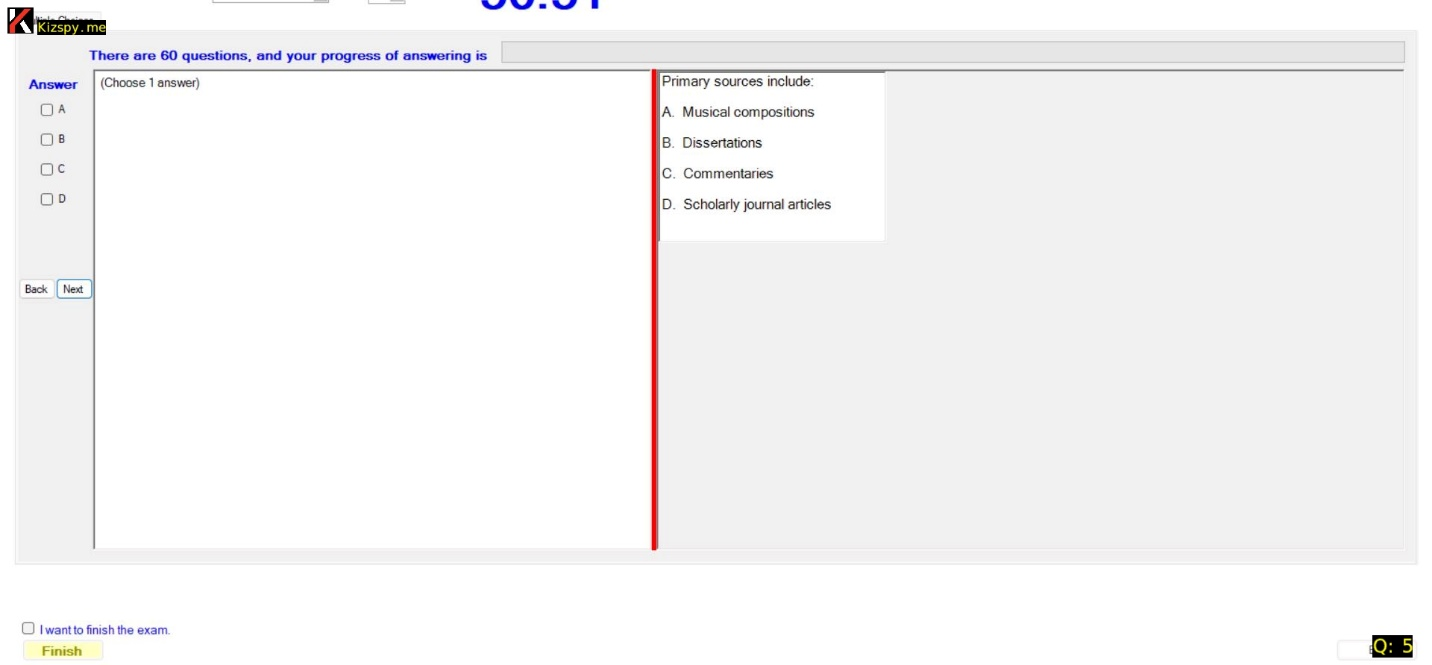 Kizspy.me
There are 60 questions, and your progress of answering is
Answer
(Choose 1 answer)
A
B
C
D
Back Next
Primary sources include:
A. Musical compositions
B. Dissertations
C. Commentaries
D. Scholarly journal articles
I want to finish the exam.
Finish
Q: 5